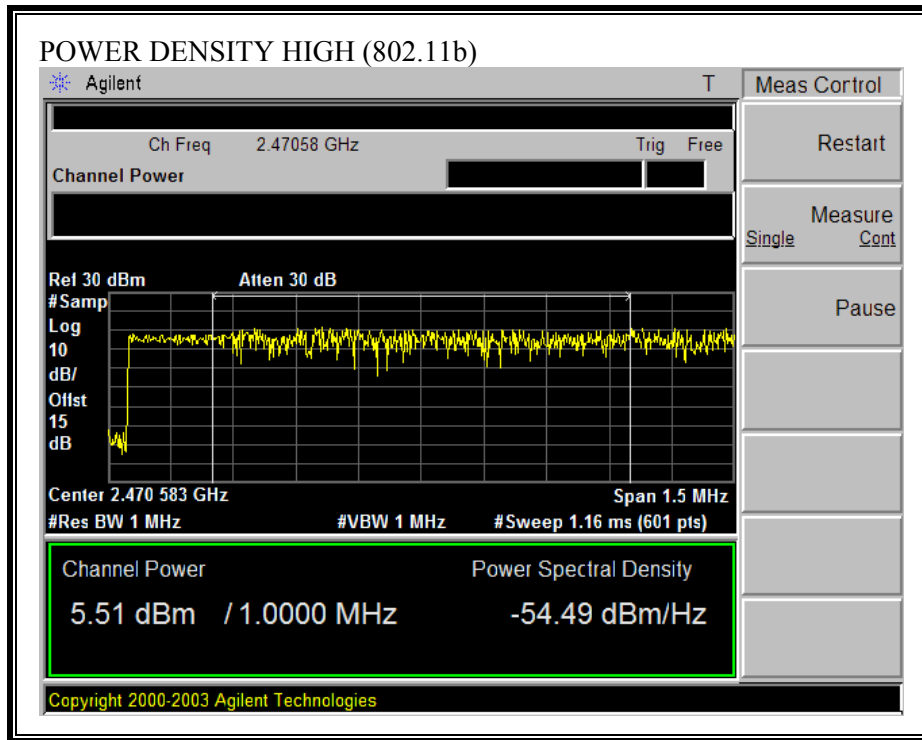 POWER DENSITY HIGH (802.11b)
Agilent T
Meas Control
Ch Freq 2.47058 GHz Trig Free
Channel Power
Restart
Measure
Single Cont
Pause
Ref 30 dBm Atten 30 dB
#Samp
Log
10
dB/
Offst
15
dB
Center 2.470 583 GHz Span 1.5 MHz
#Res BW 1 MHz #VBW 1 MHz #Sweep 1.16 ms (601 pts)
Channel Power Power Spectral Density
5.51 dBm / 1.0000 MHz -54.49 dBm/Hz
Copyright 2000-2003 Agilent Technologies